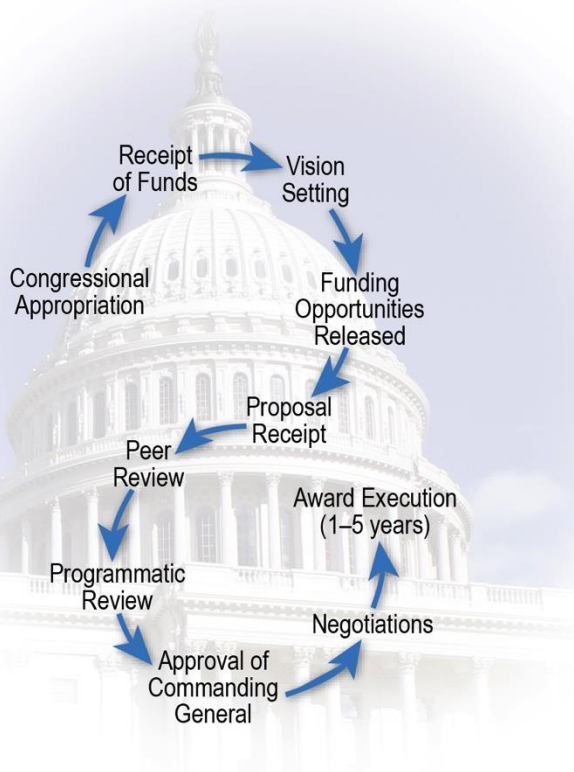 Receipt
of Funds
Vision
Setting
Congressional
Appropriation
Funding
Opportunities
Released
Proposal
Receipt
Peer
Review
Programmatic
Review
Approval of
Commanding
General
Negotiations
Award Execution
(1–5 years)